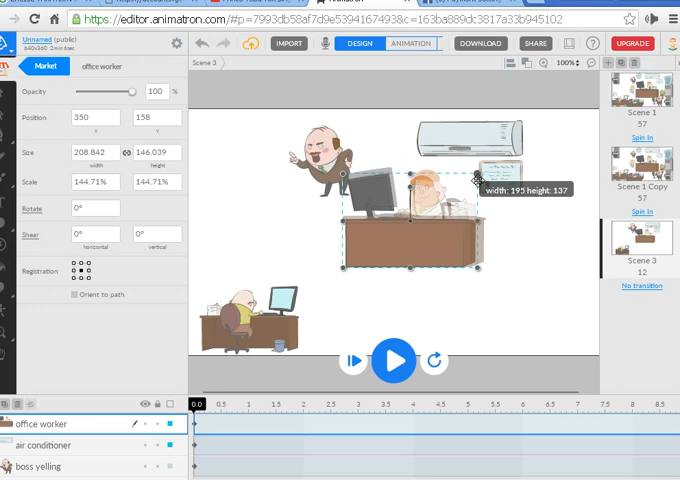 https://editor.animatron.com/#p=7993db58af7d9e53941674493&c=163ba889dc3817a33b945102
Unnamed (public)
IMPORT
DESIGN
ANIMATION
DOWNLOAD
SHARE
?
UPGRADE
Market
office worker
Scene 3
100%
Opacity
100
%
Position
350
158
x
y
Size
208.842
146.039
width
height
Scale
144.71%
144.71%
Rotate
0°
Shear
0°
0°
horizontal
vertical
Registration
Orient to path
width: 195 height: 137
Scene 1
57
Spin In
Scene 1 Copy
57
Spin In
Scene 3
12
No transition
0.0
0.5
1
1.5
2
2.5
3
3.5
4
4.5
5
5.5
6
6.5
7
7.5
8
8.5
office worker
air conditioner
boss yelling